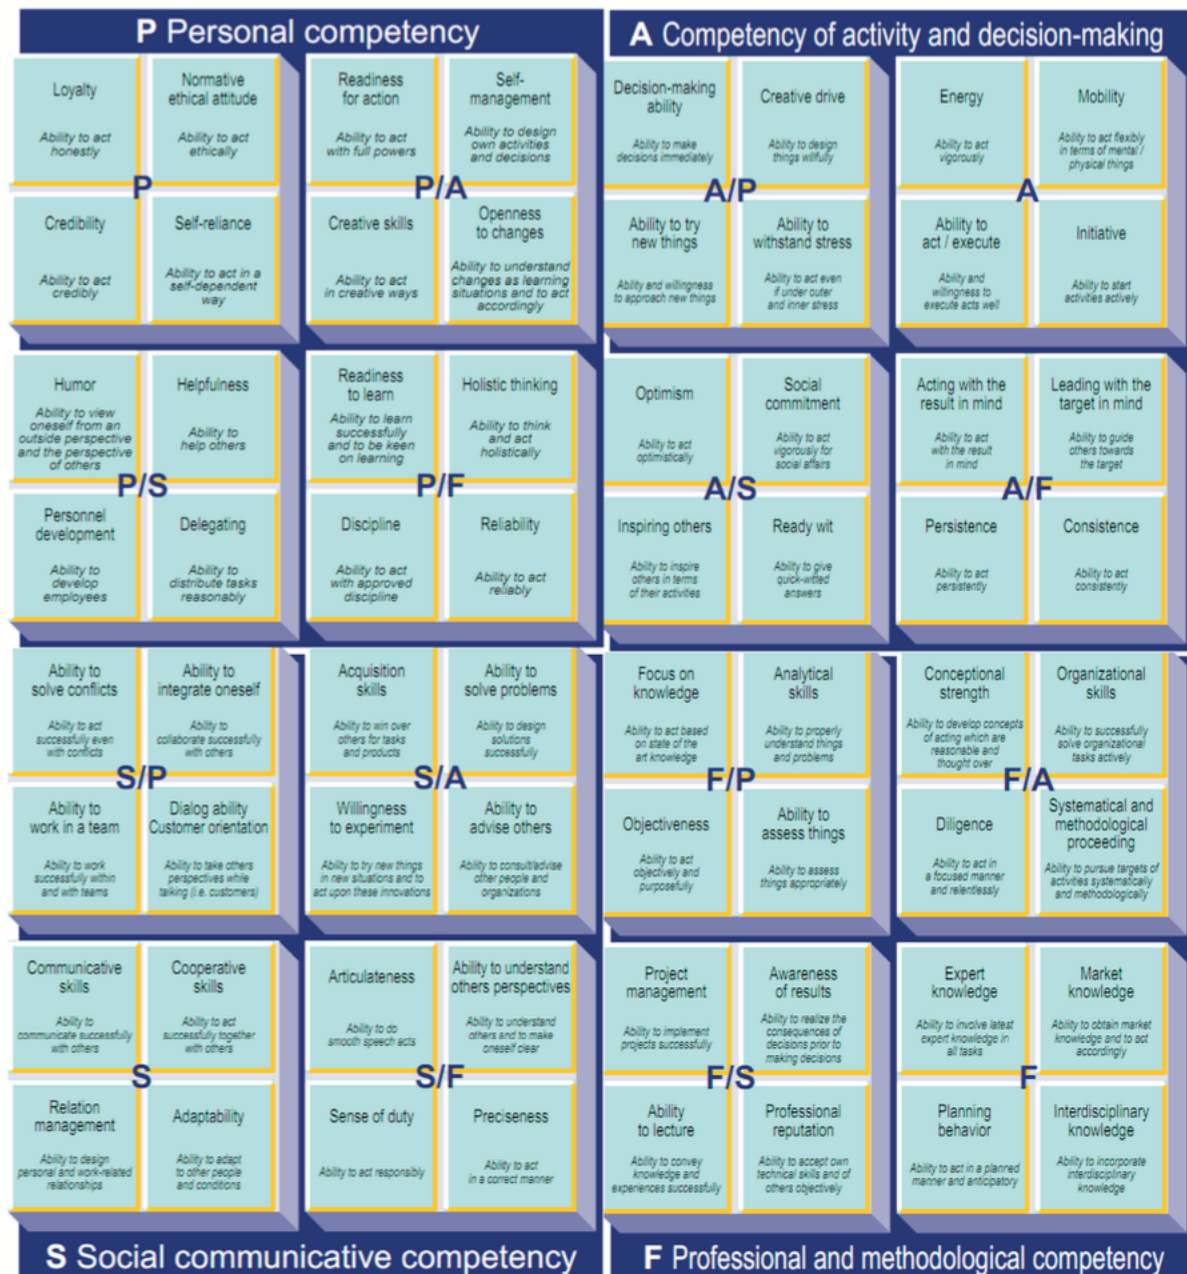 P Personal competency
Loyalty
Ability to act
honestly
Normative
ethical attitude
Ability to act
ethically
P
Credibility
Ability to act
credibly
Self-reliance
Ability to act in a
self-dependent
way
Readiness
for action
Ability to act
with full powers
Self-
management
Ability to design
own activities
and decisions
P/A
Creative skills
Ability to act
in creative ways
Openness
to changes
Ability to understand
changes as learning
situations and to act
accordingly
Humor
Ability to view
oneself from an
outside perspective
and the perspective
of others
Helpfulness
Ability to
help others
P/S
Personnel
development
Ability to
develop
employees
Delegating
Ability to
distribute tasks
reasonably
Readiness
to learn
Ability to learn
successfully
and to be keen
on learning
Holistic thinking
Ability to think
and act
holistically
P/F
Discipline
Ability to act
with approved
discipline
Reliability
Ability to act
reliably
A Competency of activity and decision-making
Decision-making
ability
Ability to make
decisions immediately
Creative drive
Ability to design
things willfully
A/P
Ability to try
new things
Ability and willingness
to approach new things
Ability to
withstand stress
Ability to act even
if under outer
and inner stress
Energy
Ability to act
vigorously
Mobility
Ability to act flexibly
in terms of mental /
physical things
A
Ability to
act / execute
Ability and
willingness to
execute acts well
Initiative
Ability to start
activities actively
Optimism
Ability to act
optimistically
Social
commitment
Ability to act
vigorously for
social affairs
A/S
Inspiring others
Ability to inspire
others in terms
of their activities
Ready wit
Ability to give
quick-witted
answers
Acting with the
result in mind
Ability to act
with the result
in mind
Leading with the
target in mind
Ability to guide
others towards
the target
A/F
Persistence
Ability to act
persistently
Consistence
Ability to act
consistently
Ability to
solve conflicts
Ability to act
successfully even
with conflicts
Ability to
integrate oneself
Ability to
collaborate successfully
with others
S/P
Ability to
work in a team
Ability to work
successfully within
and with teams
Dialog ability
Customer orientation
Ability to take others
perspectives while
talking (i.e. customers)
Acquisition
skills
Ability to win over
others for tasks
and products
Ability to
solve problems
Ability to design
solutions
successfully
S/A
Willingness
to experiment
Ability to try new things
in new situations and to
act upon these innovations
Ability to
advise others
Ability to consult/advise
other people and
organizations
Communicative
skills
Ability to
communicate successfully
with others
Cooperative
skills
Ability to act
successfully together
with others
S
Relation
management
Ability to design
personal and work-related
relationships
Adaptability
Ability to adapt
to other people
and conditions
Articulateness
Ability to do
smooth speech acts
Ability to understand
others perspectives
Ability to understand
others and to make
oneself clear
S/F
Sense of duty
Ability to act responsibly
Preciseness
Ability to act
in a correct manner
S Social communicative competency
Focus on
knowledge
Ability to act based
on state of the
art knowledge
Analytical
skills
Ability to properly
understand things
and problems
F/P
Objectiveness
Ability to act
objectively and
purposefully
Ability to
assess things
Ability to assess
things appropriately
Conceptional
strength
Ability to develop concepts
of acting which are
reasonable and
thought over
Organizational
skills
Ability to successfully
solve organizational
tasks actively
F/A
Diligence
Ability to act in
a focused manner
and relentlessly
Systematical and
methodological
proceeding
Ability to pursue targets of
activities systematically
and methodologically
Project
management
Ability to implement
projects successfully
Awareness
of results
Ability to realize the
consequences of
decisions prior to
making decisions
F/S
Ability
to lecture
Ability to convey
knowledge and
experiences successfully
Professional
reputation
Ability to accept own
technical skills and of
others objectively
Expert
knowledge
Ability to involve latest
expert knowledge in
all tasks
Market
knowledge
Ability to obtain market
knowledge and to act
accordingly
F
Planning
behavior
Ability to act in a planned
manner and anticipatory
Interdisciplinary
knowledge
Ability to incorporate
interdisciplinary
knowledge
F Professional and methodological competency